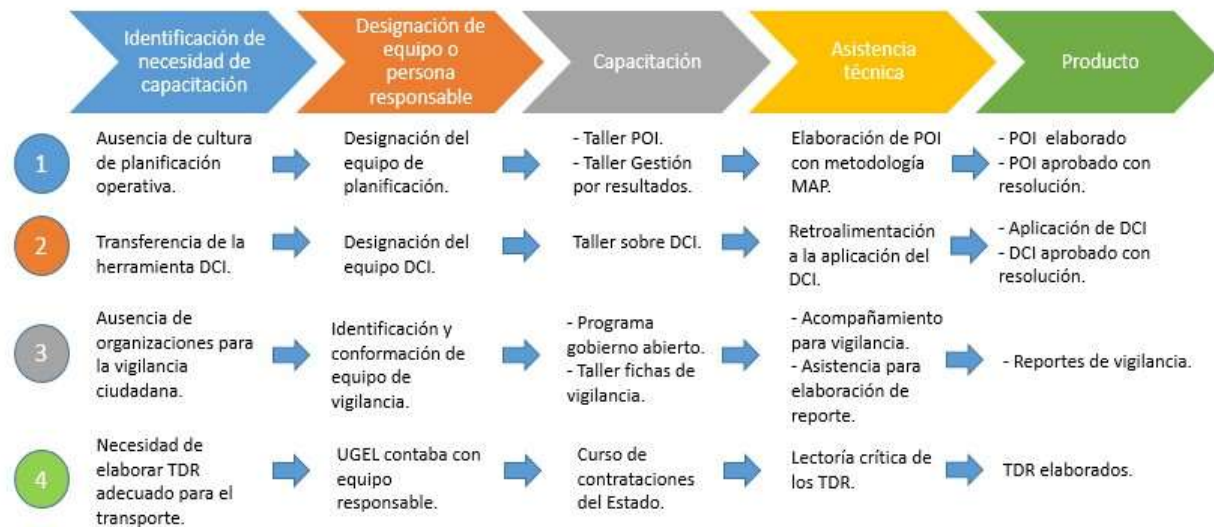 Identificación de
necesidad de
capacitación
Designación de
equipo o
persona
responsable
Capacitación
Asistencia
técnica
Producto
1
Ausencia de cultura
de planificación
operativa.
Designación del
equipo de
planificación.
- Taller POI.
- Taller Gestión
por resultados.
Elaboración de POI
con metodología
MAP.
- POI elaborado
- POI aprobado con
resolución.
2
Transferencia de la
herramienta DCI.
Designación del
equipo DCI.
Taller sobre DCI.
Retroalimentación
a la aplicación del
DCI.
- Aplicación de DCI
- DCI aprobado con
resolución.
3
Ausencia de
organizaciones para
la vigilancia
ciudadana.
Identificación y
conformación de
equipo de
vigilancia.
- Programa
gobierno abierto.
- Taller fichas de
vigilancia.
- Acompañamiento
para vigilancia.
- Asistencia para
elaboración de
reporte.
- Reportes de vigilancia.
4
Necesidad de
elaborar TDR
adecuado para el
transporte.
UGEL contaba con
equipo
responsable.
Curso de
contrataciones
del Estado.
Lectoría crítica de
los TDR.
TDR elaborados.